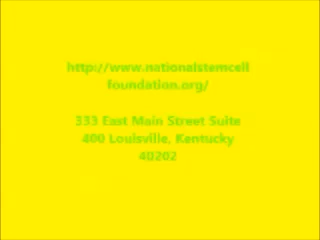 http://www.nationalstemcell
foundation.org/
333 East Main Street Suite
400 Louisville, Kentucky
40202